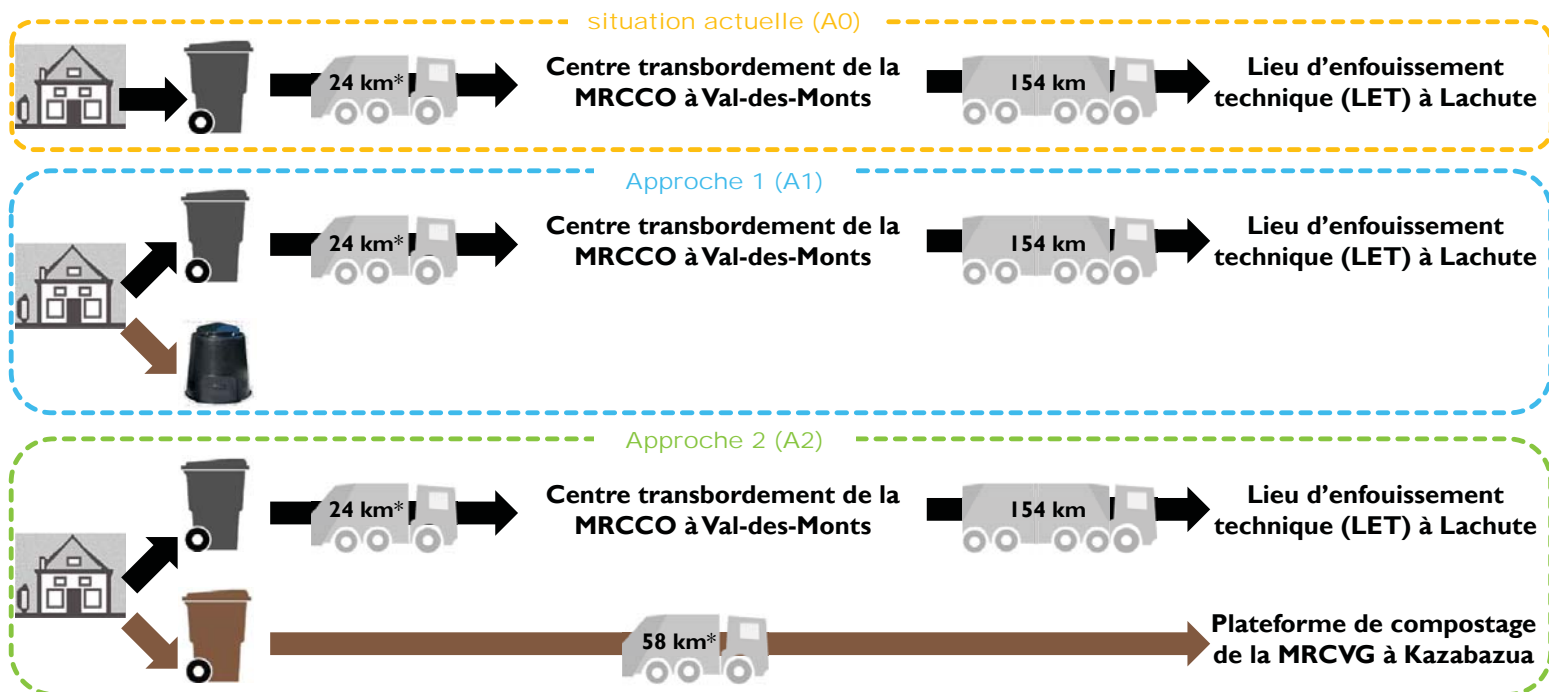 situation actuelle (A0)
24 km*
Centre transbordement de la
MRCCO à Val-des-Monts
154 km
Lieu d'enfouissement
technique (LET) à Lachute
Approche 1 (A1)
24 km*
Centre transbordement de la
MRCCO à Val-des-Monts
154 km
Lieu d'enfouissement
technique (LET) à Lachute
Approche 2 (A2)
24 km*
Centre transbordement de la
MRCCO à Val-des-Monts
154 km
Lieu d'enfouissement
technique (LET) à Lachute
58 km*
Plateforme de compostage
de la MRCVG à Kazabazua